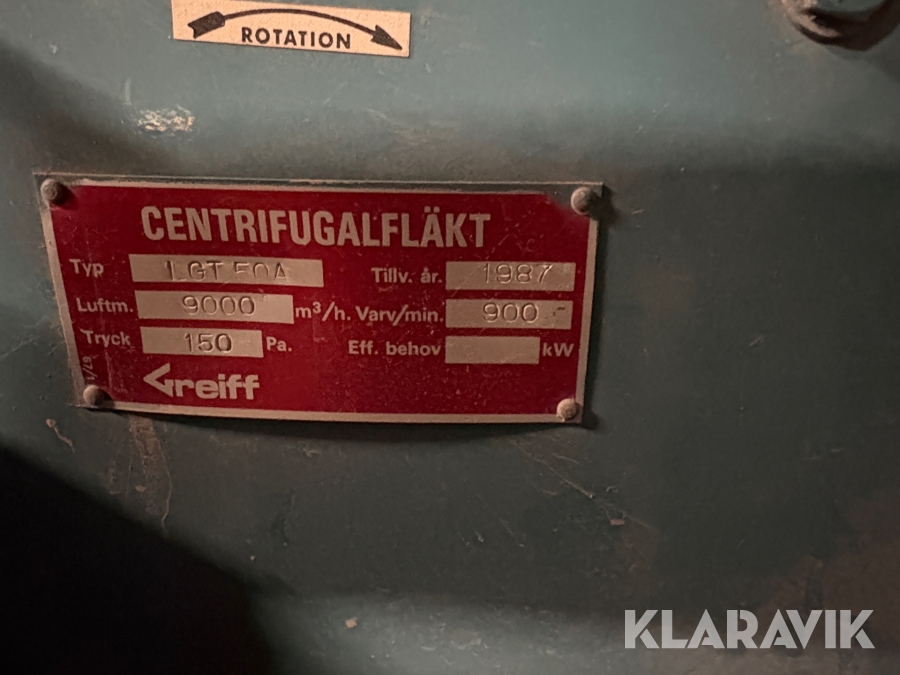 ROTATION
CENTRIFUGALFLÄKT
Typ LGT 50A Tillv. år. 1987
Luftm. 9000 m³/h. Varv/min. 900
Tryck 150 Pa. Eff. behov kW
Greiff
KLARAVIK